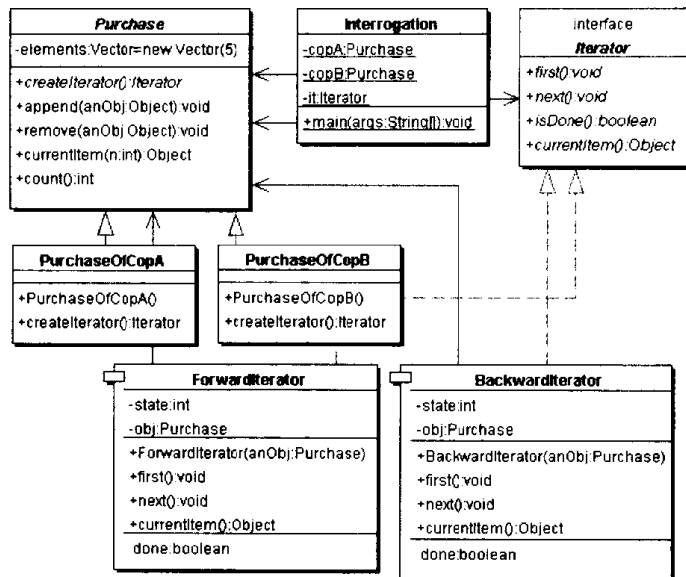 Purchase
-elements:Vector=new Vector(5)
+createIterator():Iterator
+append(anObj:Object):void
+remove(anObj:Object):void
+currentItem(n:int):Object
+count():int
Interrogation
-copA:Purchase
-copB:Purchase
-it:Iterator
+main(args:String[]):void
interface
Iterator
+first():void
+next():void
+isDone():boolean
+currentItem():Object
PurchaseOfCopA
+PurchaseOfCopA()
+createIterator():Iterator
PurchaseOfCopB
+PurchaseOfCopB()
+createIterator():Iterator
ForwardIterator
-state:int
-obj:Purchase
+ForwardIterator(anObj:Purchase)
+first():void
+next():void
+currentItem():Object
done:boolean
BackwardIterator
-state:int
-obj:Purchase
+BackwardIterator(anObj:Purchase)
+first():void
+next():void
+currentItem():Object
done:boolean